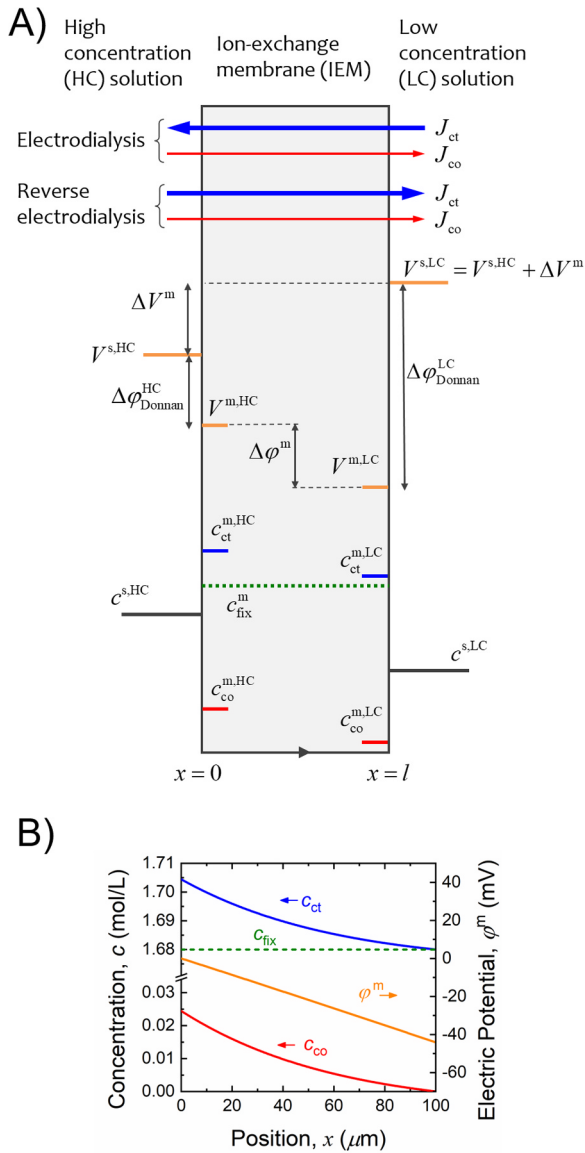 A)
High
concentration
(HC) solution
Ion-exchange
membrane (IEM)
Low
concentration
(LC) solution
Electrodialysis
J_ct
J_co
Reverse
electrodialysis
J_ct
J_co
V^s,LC = V^s,HC + ΔV^m
ΔV^m
V^s,HC
Δφ^HC_Donnan
V^m,HC
Δφ^m
V^m,LC
Δφ^LC_Donnan
c^m,HC_ct
c^m,LC_ct
c^s,HC
c^m_fix
c^s,LC
c^m,HC_co
c^m,LC_co
x = 0
x = l
B)
Concentration, c (mol/L)
1.71
1.70
1.69
1.68
0.03
0.02
0.01
0.00
c_ct
c_fix
φ^m
c_co
40
20
0
-20
-40
-60
Electric Potential, φ^m (mV)
0
20
40
60
80
100
Position, x (μm)